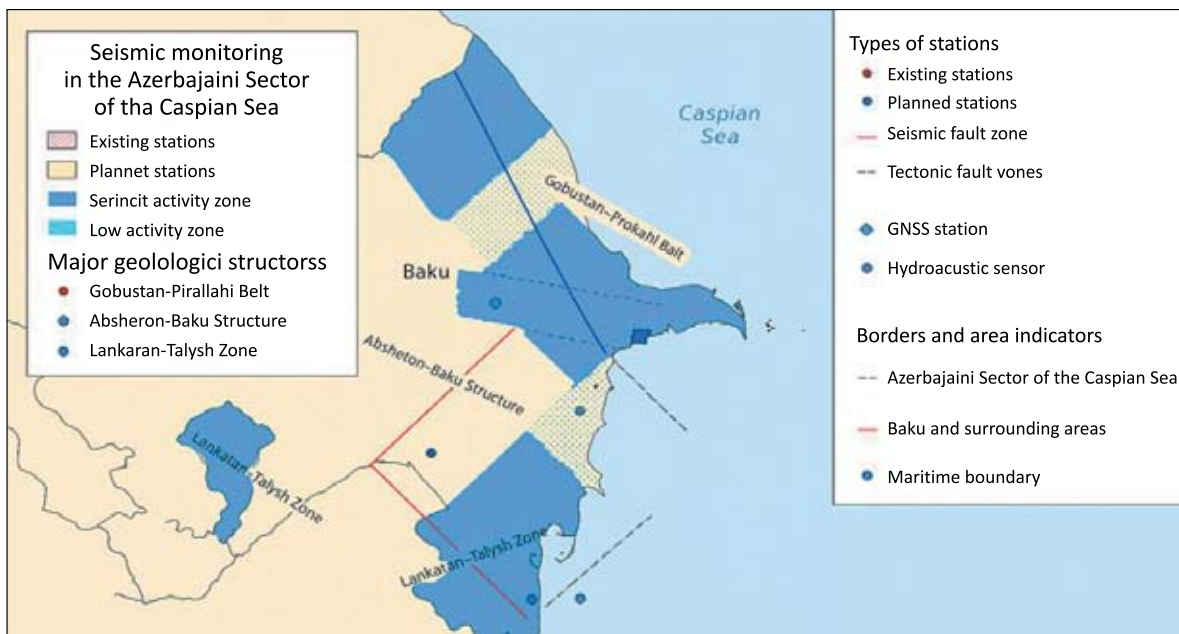 Seismic monitoring
in the Azerbajaini Sector
of tha Caspian Sea
Existing stations
Plannet stations
Serincit activity zone
Low activity zone
Major gelologici structorss
Gobustan-Pirallahi Belt
Absheron-Baku Structure
Lankaran-Talysh Zone
Caspian
Sea
Gobustan–Prokahl Balt
Baku
Absheton–Baku Structure
Lankatan–Talysh Zone
Lankatan–Talysh Zone
Types of stations
Existing stations
Planned stations
Seismic fault zone
Tectonic fault vones
GNSS station
Hydroacustic sensor
Borders and area indicators
Azerbajaini Sector of the Caspian Sea
Baku and surrounding areas
Maritime boundary